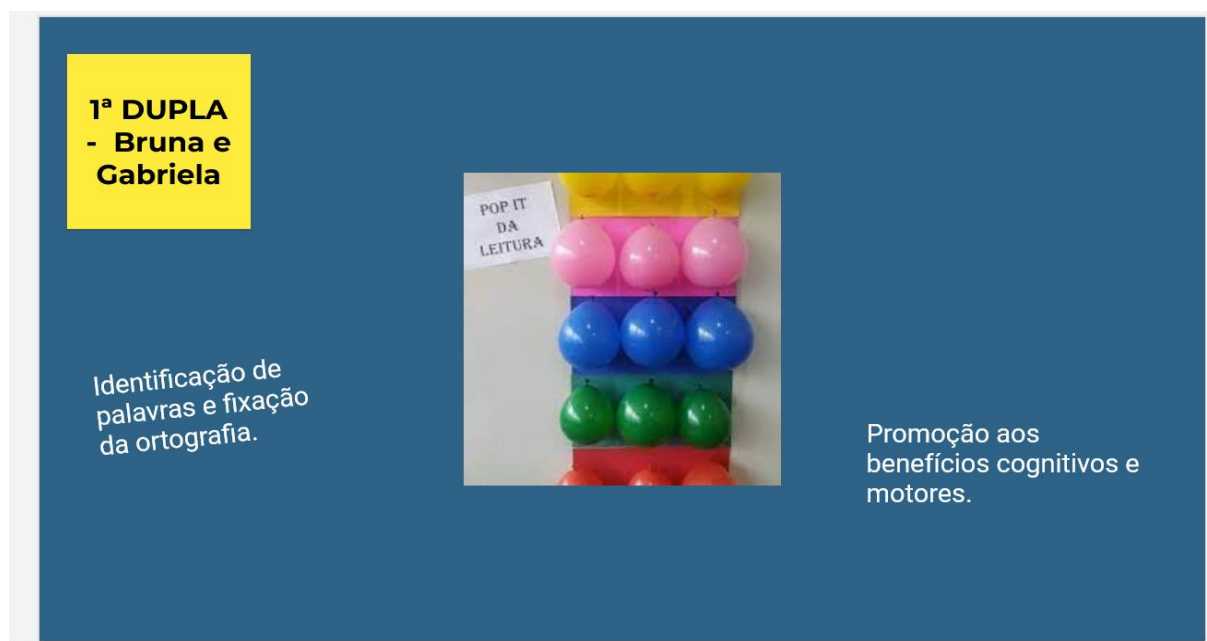 1ª DUPLA
- Bruna e
Gabriela
POP IT
DA
LEITURA
Identificação de
palavras e fixação
da ortografia.
Promoção aos
benefícios cognitivos e
motores.